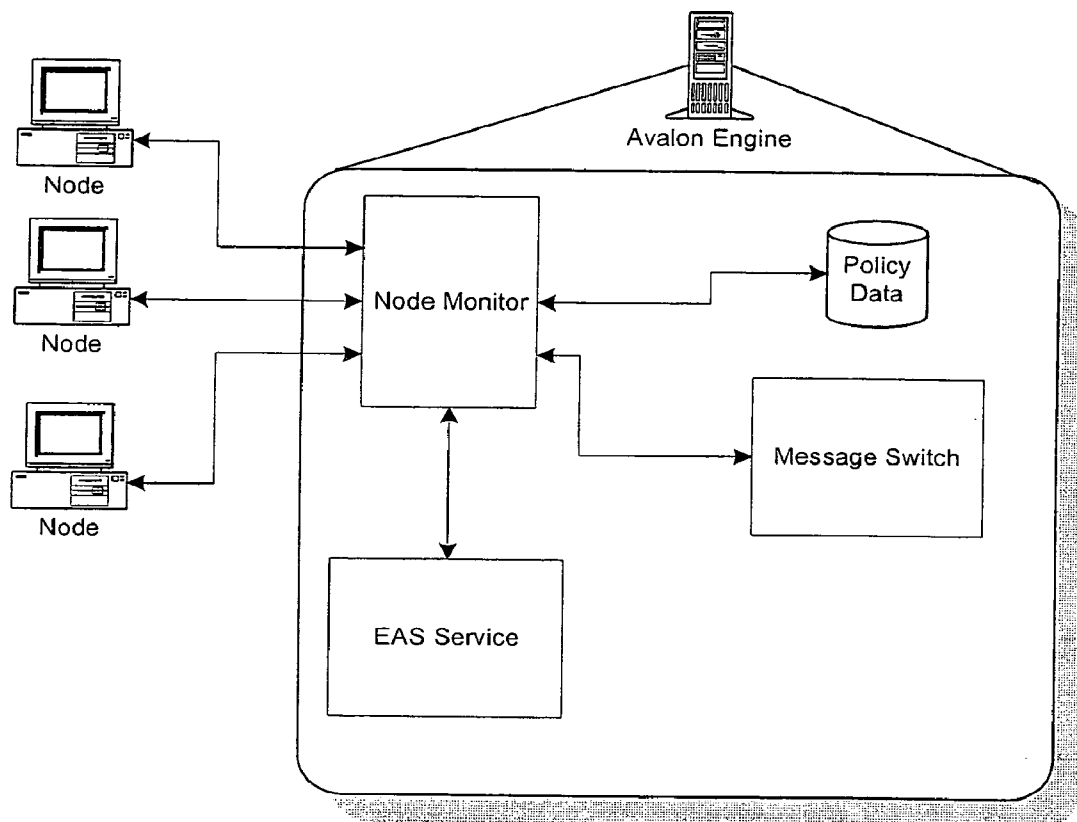 Avalon Engine
Node
Node
Node
Node Monitor
Policy
Data
Message Switch
EAS Service